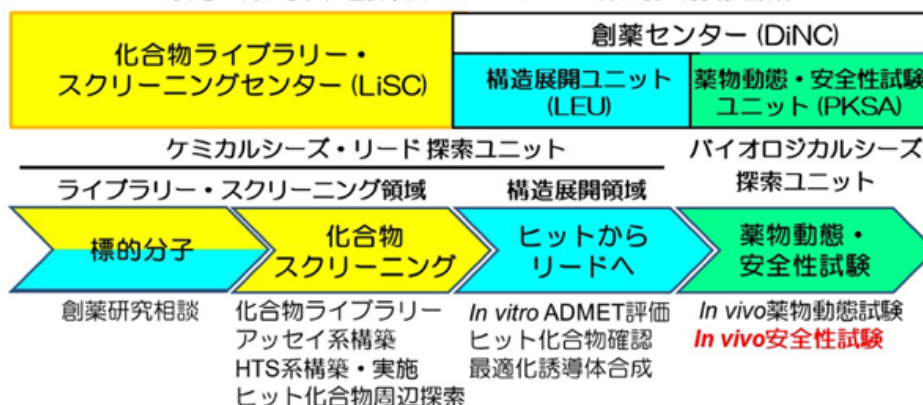 化合物ライブラリー・
スクリーニングセンター (LiSC)
創薬センター (DiNC)
構造展開ユニット
(LEU)
薬物動態・安全性試験
ユニット (PKSA)
ケミカルシーズ・リード 探索ユニット
バイオロジカルシーズ
探索ユニット
ライブラリー・スクリーニング領域
構造展開領域
標的分子
化合物
スクリーニング
ヒットから
リードへ
薬物動態・
安全性試験
創薬研究相談
化合物ライブラリー
アッセイ系構築
HTS系構築・実施
ヒット化合物周辺探索
In vitro ADMET評価
ヒット化合物確認
最適化誘導体合成
In vivo薬物動態試験
In vivo安全性試験